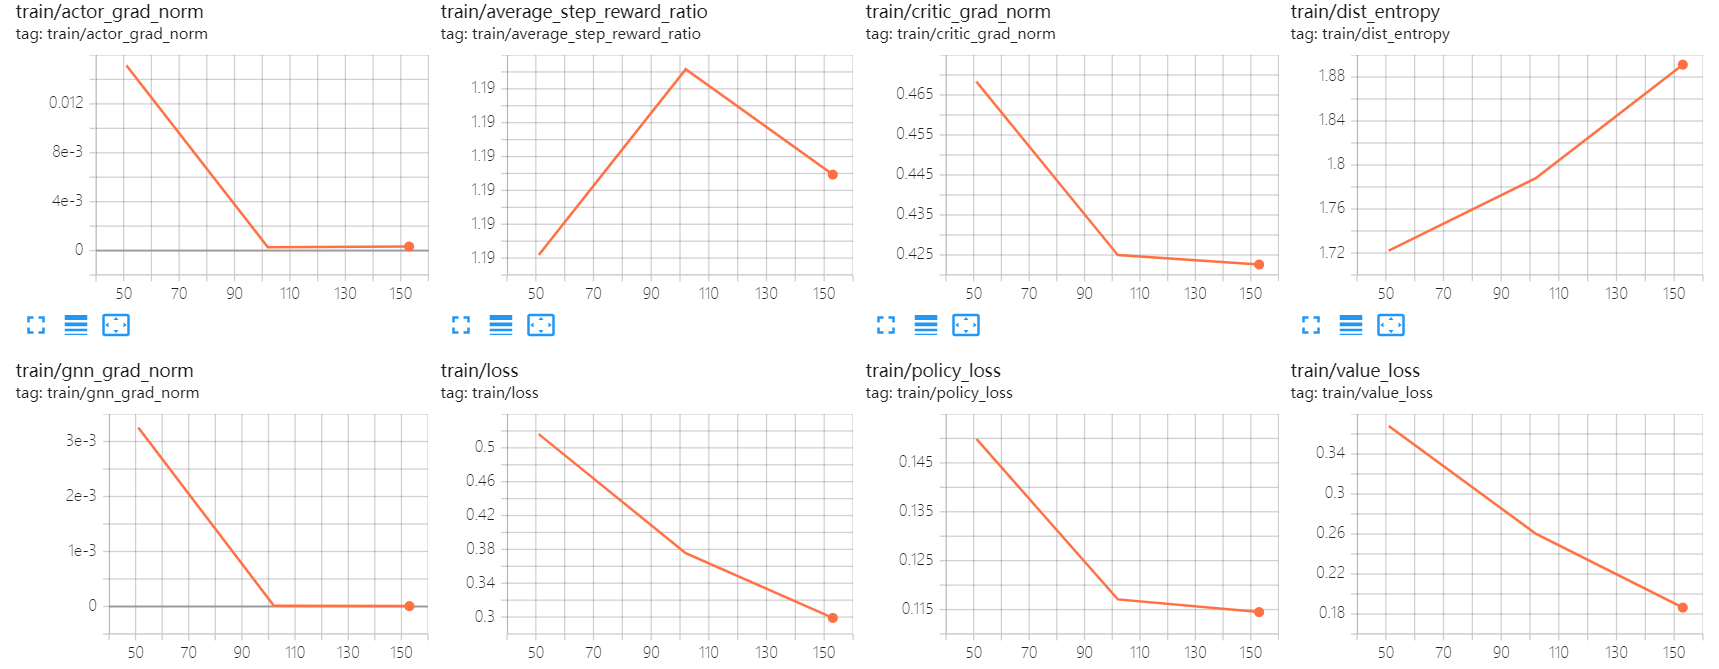 train/actor_grad_norm
tag: train/actor_grad_norm
0.012
8e-3
4e-3
0
50 70 90 110 130 150
train/average_step_reward_ratio
tag: train/average_step_reward_ratio
1.19
1.19
1.19
1.19
1.19
1.19
50 70 90 110 130 150
train/critic_grad_norm
tag: train/critic_grad_norm
0.465
0.455
0.445
0.435
0.425
50 70 90 110 130 150
train/dist_entropy
tag: train/dist_entropy
1.88
1.84
1.8
1.76
1.72
50 70 90 110 130 150
train/gnn_grad_norm
tag: train/gnn_grad_norm
3e-3
2e-3
1e-3
0
50 70 90 110 130 150
train/loss
tag: train/loss
0.5
0.46
0.42
0.38
0.34
0.3
50 70 90 110 130 150
train/policy_loss
tag: train/policy_loss
0.145
0.135
0.125
0.115
50 70 90 110 130 150
train/value_loss
tag: train/value_loss
0.34
0.3
0.26
0.22
0.18
50 70 90 110 130 150